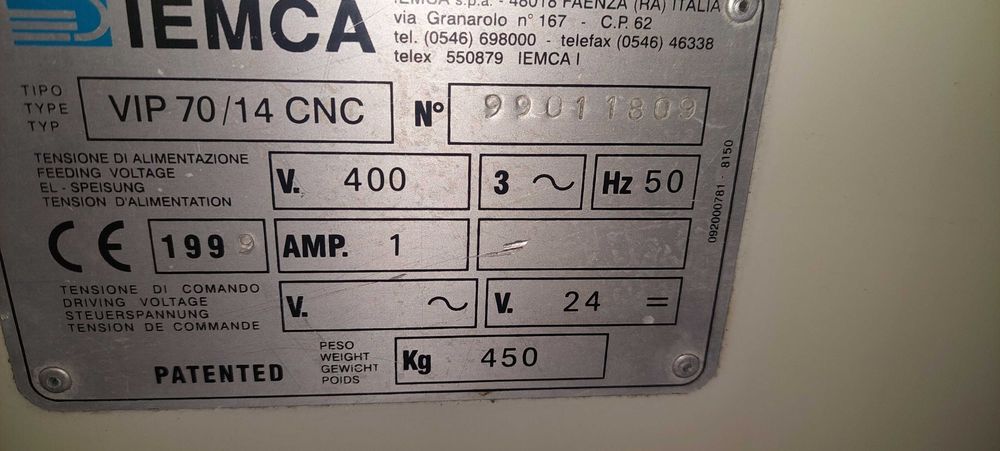 IEMCA
IEMCA s.p.a. - 48018 FAENZA (RA) ITALIA
via Granarolo n° 167 - C.P. 62
tel. (0546) 698000 - telefax (0546) 46338
telex 550879 IEMCA I
TIPO
TYPE
TYP
VIP 70/14 CNC
N° 99011809
TENSIONE DI ALIMENTAZIONE
FEEDING VOLTAGE
EL - SPEISUNG
TENSION D'ALIMENTATION
V. 400
3 ~
Hz 50
CE
1999
AMP. 1
TENSIONE DI COMANDO
DRIVING VOLTAGE
STEUERSPANNUNG
TENSION DE COMMANDE
V. ~
V. 24 =
PATENTED
PESO
WEIGHT
GEWICHT
POIDS
Kg 450
092000781 - 8150